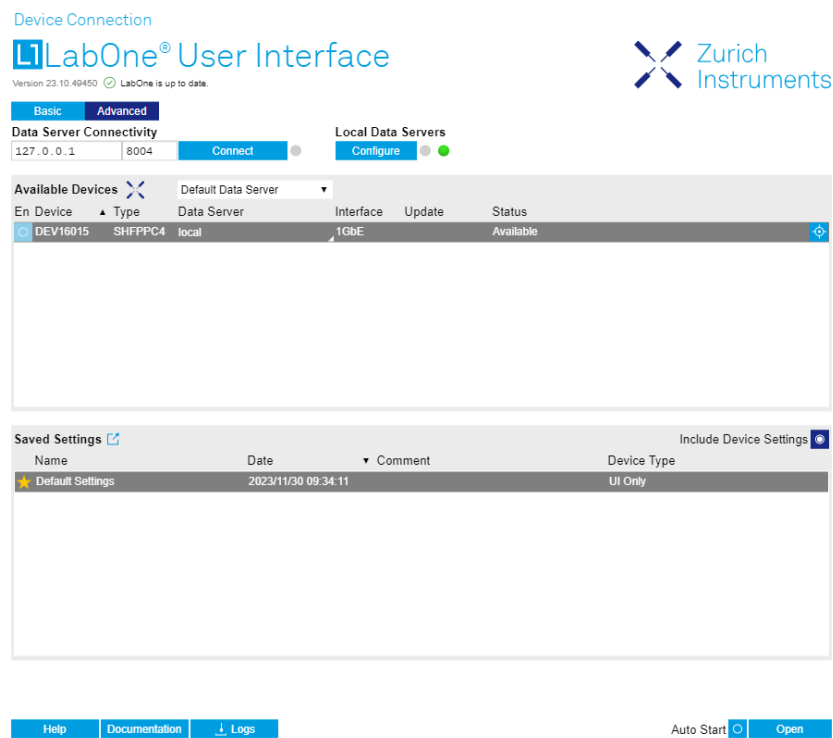 Device Connection
L1 LabOne® User Interface
Zurich
Instruments
Version 23.10.49450 LabOne is up to date.
Basic Advanced
Data Server Connectivity Local Data Servers
127.0.0.1 8004 Connect Configure
Available Devices Default Data Server
En Device Type Data Server Interface Update Status
DEV16015 SHFPPC4 local 1GbE Available
Saved Settings Include Device Settings
Name Date Comment Device Type
Default Settings 2023/11/30 09:34:11 UI Only
Help Documentation Logs Auto Start Open